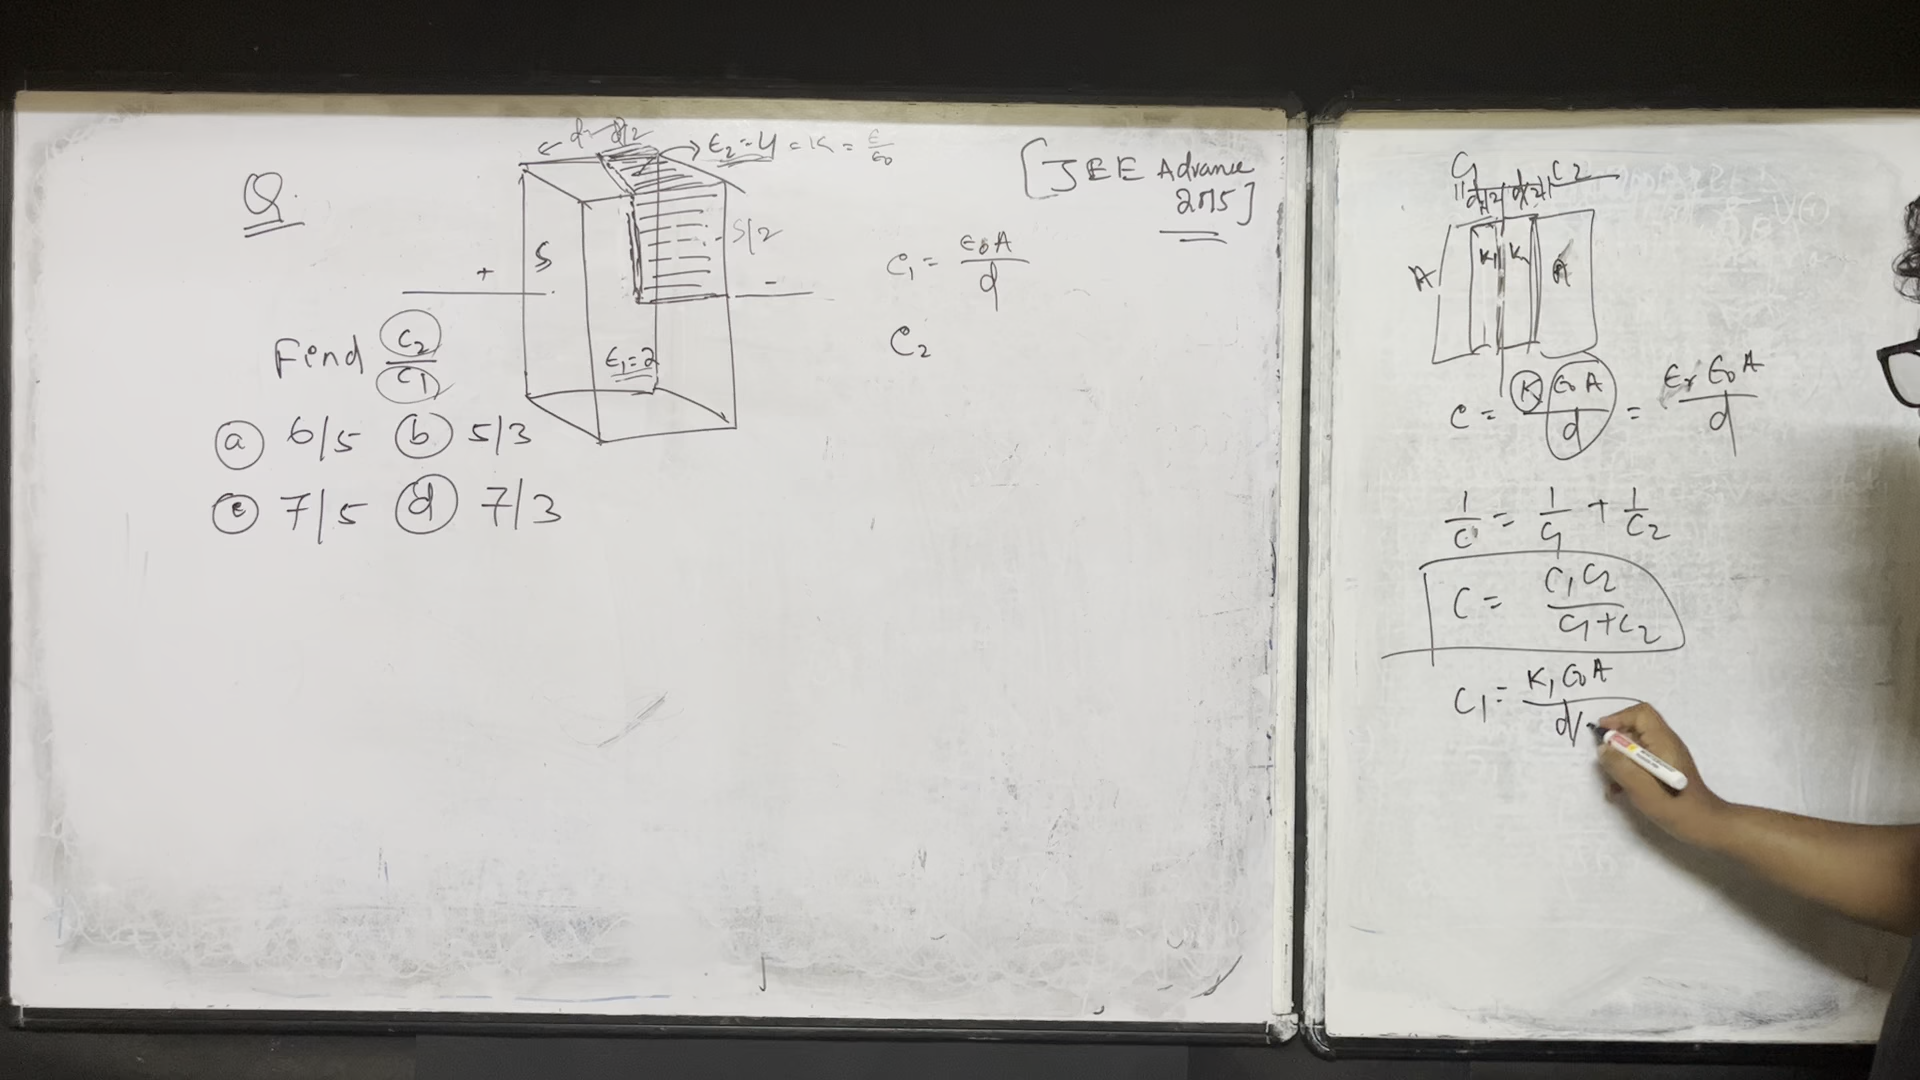 Q.
d d/2
ε2 = 4 = K = ε/ε0
S
S/2
+
-
ε1 = 2
Find C2/C1
(a) 6/5 (b) 5/3
(c) 7/5 (d) 7/3
[JEE Advance
2015]
C1 = ε0A/d
C2
C1 C2
d/2 d/2
A K1 K2 A
C = K ε0A/d = εr ε0A/d
1/C = 1/C1 + 1/C2
C = C1C2/C1+C2
C1 = K1 ε0A/d/